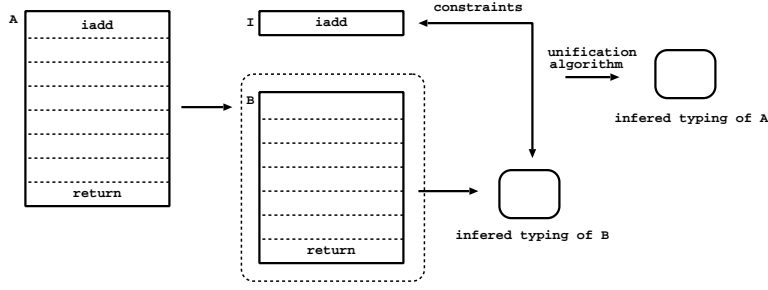 constraints
A
iadd
I
iadd
unification
algorithm
B
infered typing of A
return
infered typing of B
return